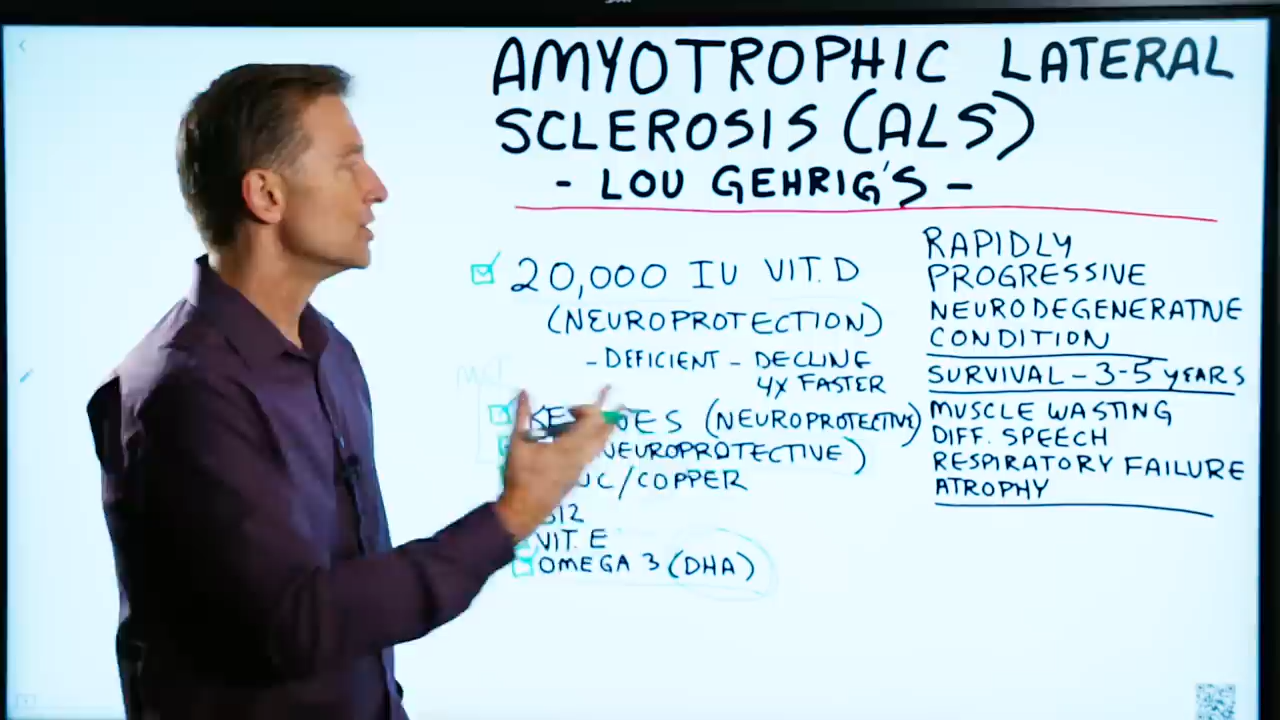 AMYOTROPHIC LATERAL
SCLEROSIS (ALS)
- LOU GEHRIG'S -
20,000 IU VIT. D
(NEUROPROTECTION)
- DEFICIENT - DECLINE
4X FASTER
(NEUROPROTECTIVE)
NEUROPROTECTIVE)
/COPPER
B12
VIT. E
OMEGA 3 (DHA)
RAPIDLY
PROGRESSIVE
NEURODEGENERATIVE
CONDITION
SURVIVAL - 3-5 YEARS
MUSCLE WASTING
DIFF. SPEECH
RESPIRATORY FAILURE
ATROPHY